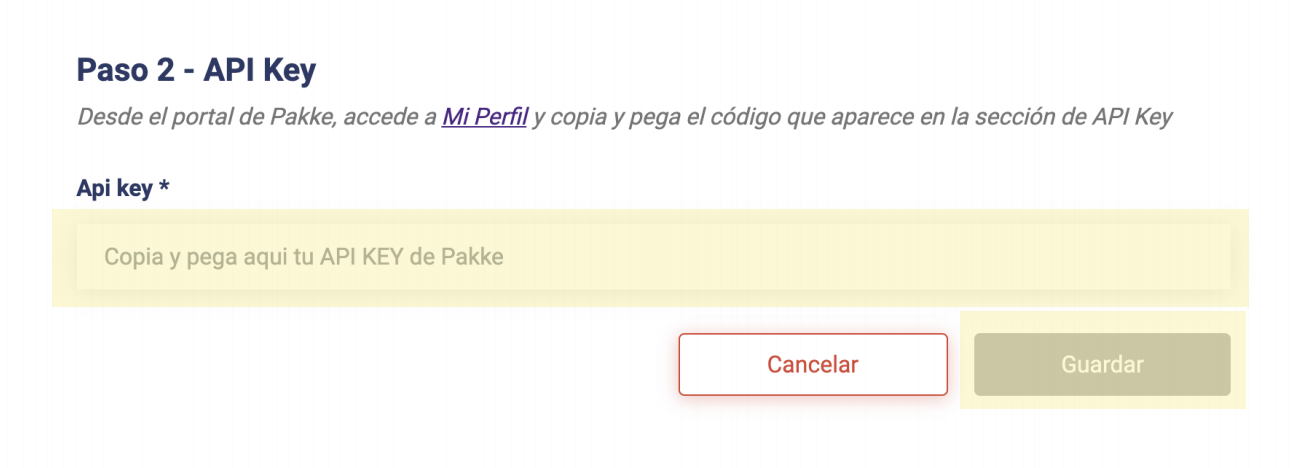 Paso 2 - API Key
Desde el portal de Pakke, accede a Mi Perfil y copia y pega el código que aparece en la sección de API Key
Api key *
Copia y pega aqui tu API KEY de Pakke
Cancelar
Guardar